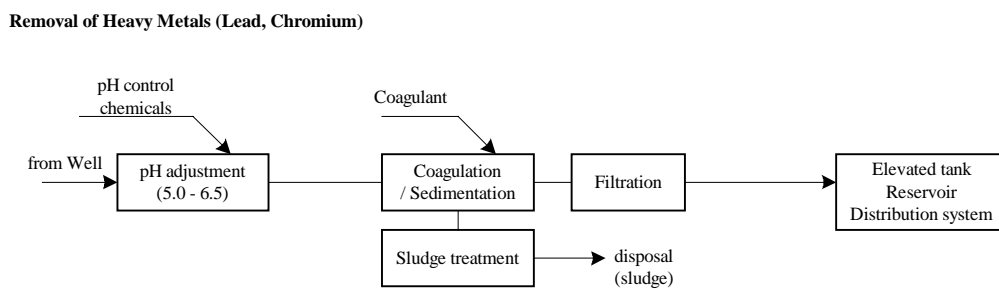 Removal of Heavy Metals (Lead, Chromium)
pH control
chemicals
Coagulant
from Well
pH adjustment
(5.0 - 6.5)
Coagulation
/ Sedimentation
Filtration
Elevated tank
Reservoir
Distribution system
Sludge treatment
disposal
(sludge)